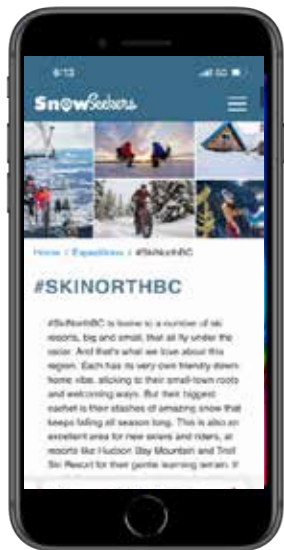 6:13
5G
SnowSeekers
Home / Expeditions / #SkiNorthBC
#SKINORTHBC
#SkiNorthBC is home to a number of ski
resorts, big and small, that all fly under the
radar. And that's what we love about this
region. Each has its very own friendly down-
home vibe, sticking to their small-town roots
and welcoming ways. But their biggest
cachet is their stashes of amazing snow that
keeps falling all season long. This is also an
excellent area for new skiers and riders, at
resorts like Hudson Bay Mountain and Troll
Ski Resort for their gentle learning terrain. If